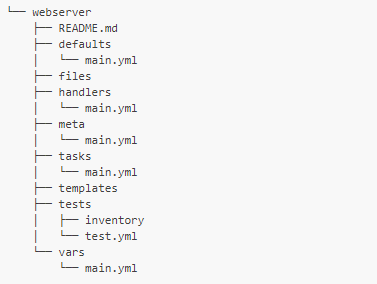 └── webserver
    ├── README.md
    ├── defaults
    │   └── main.yml
    ├── files
    ├── handlers
    │   └── main.yml
    ├── meta
    │   └── main.yml
    ├── tasks
    │   └── main.yml
    ├── templates
    ├── tests
    │   ├── inventory
    │   └── test.yml
    └── vars
        └── main.yml